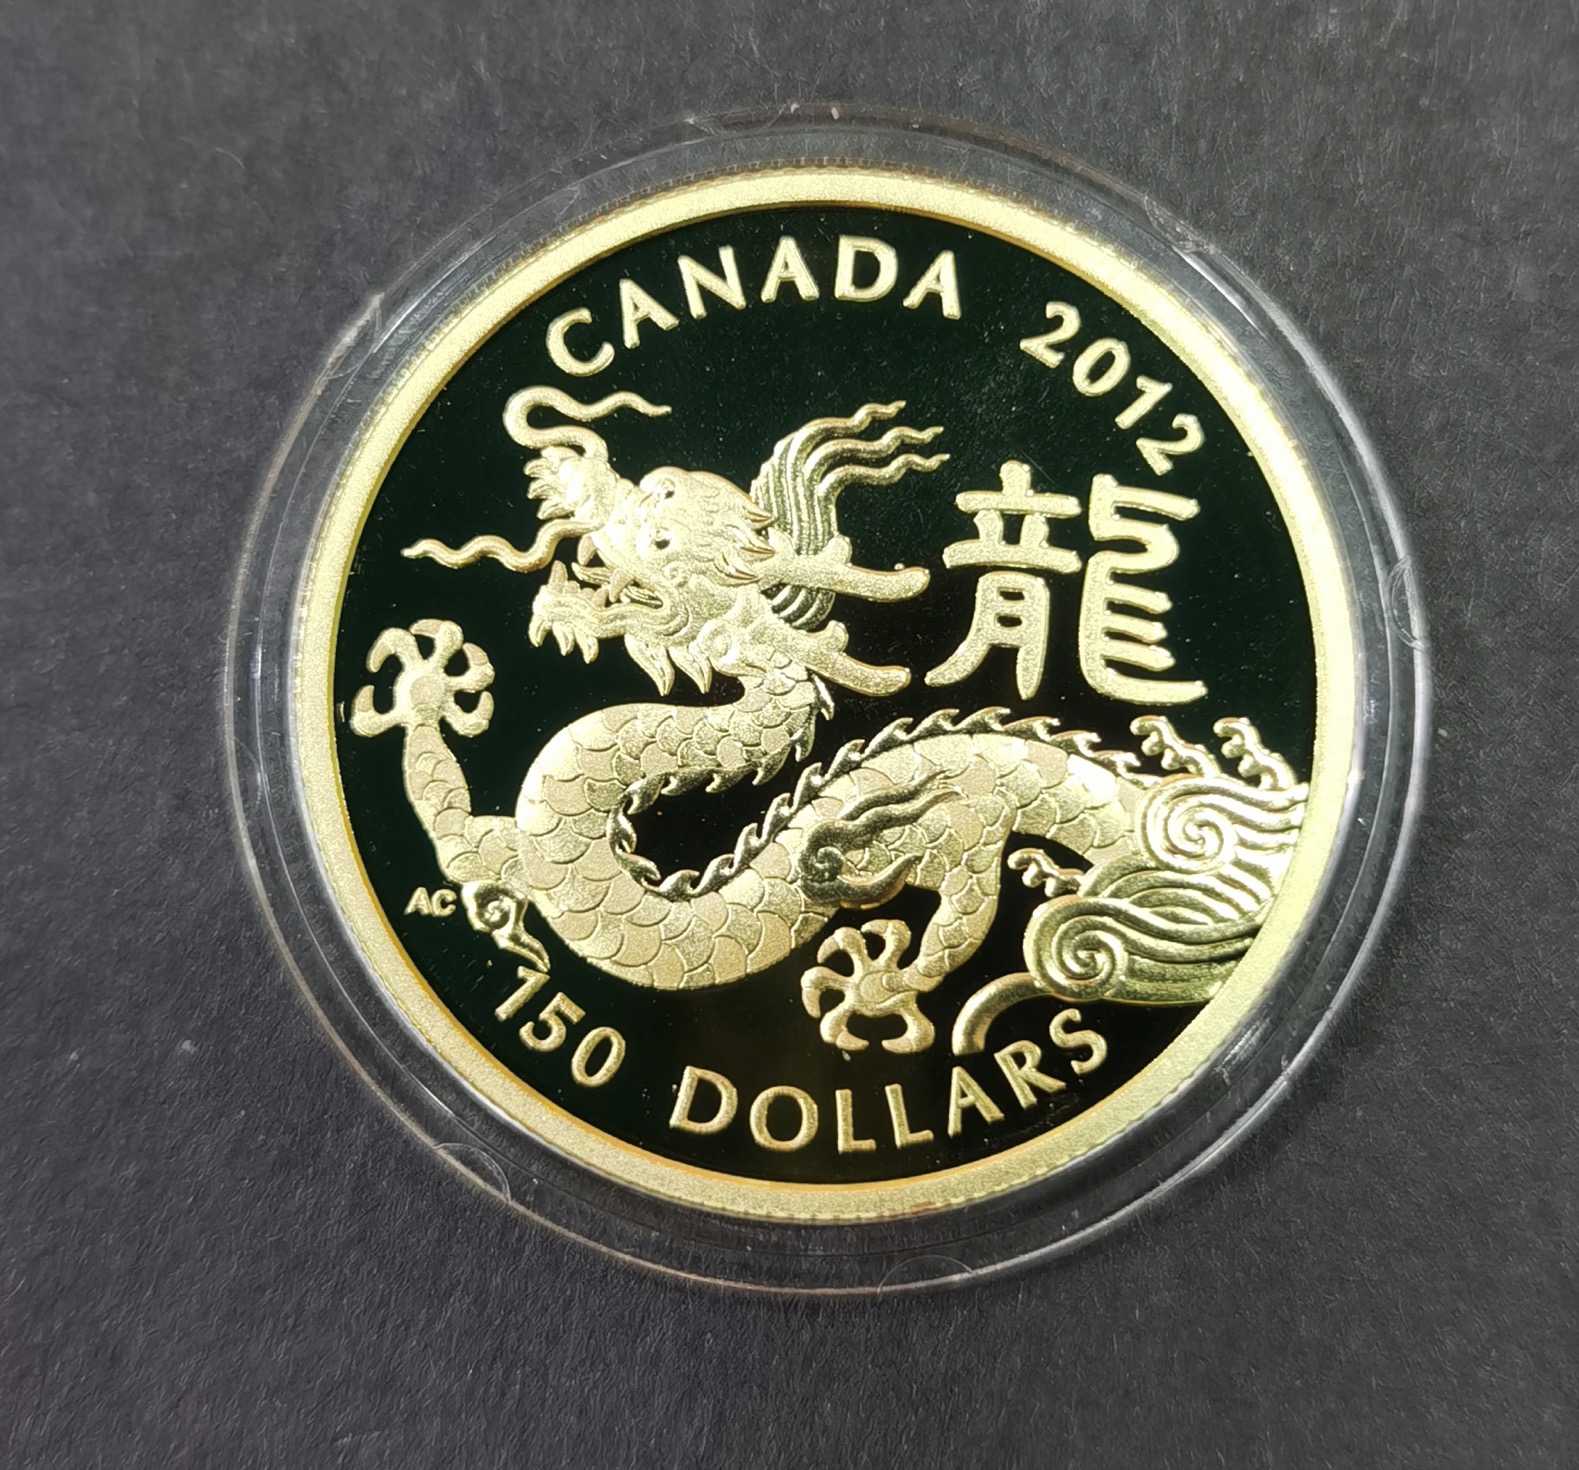 CANADA 2012
龍
AC
150 DOLLARS